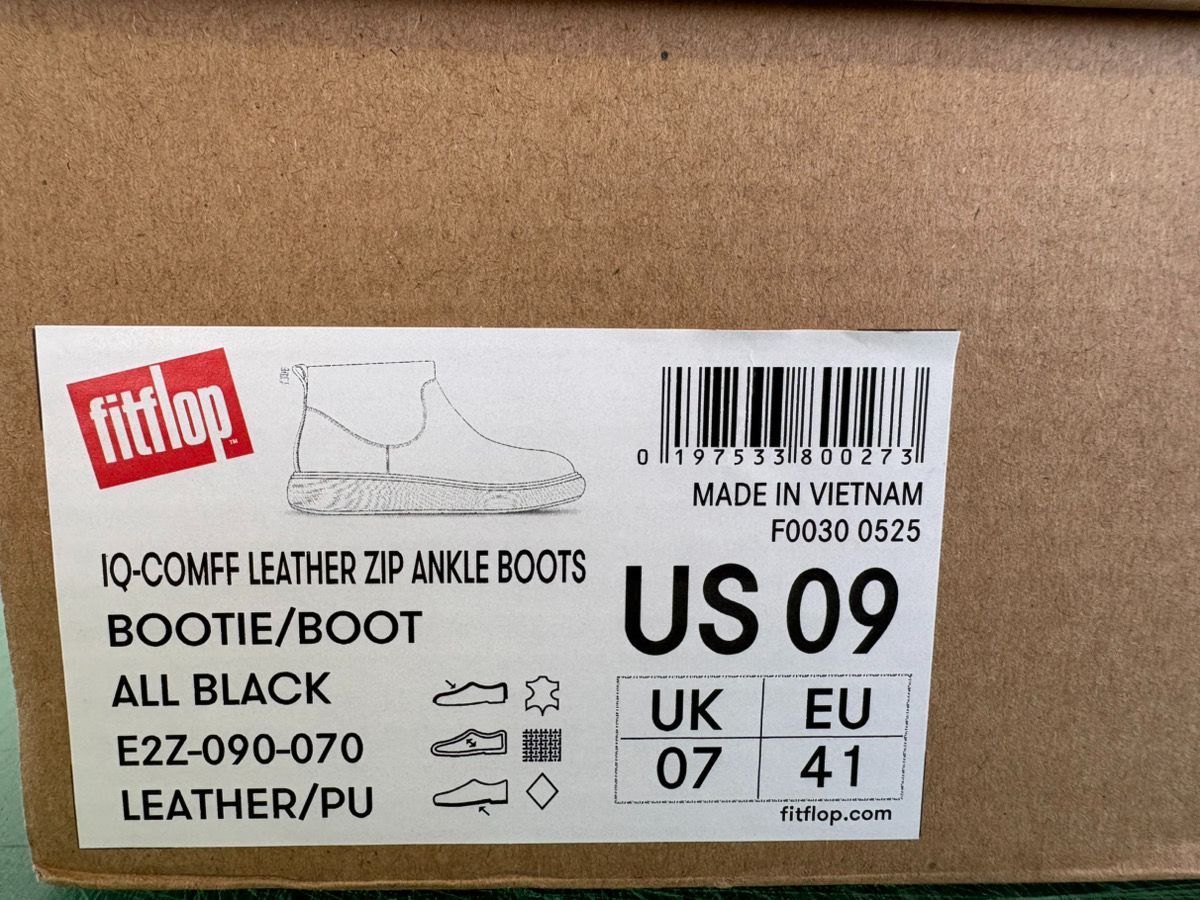 fitflop™
0 197533 800273
MADE IN VIETNAM
F0030 0525
IQ-COMFF LEATHER ZIP ANKLE BOOTS
BOOTIE/BOOT
ALL BLACK
E2Z-090-070
LEATHER/PU
US 09
UK EU
07 41
fitflop.com